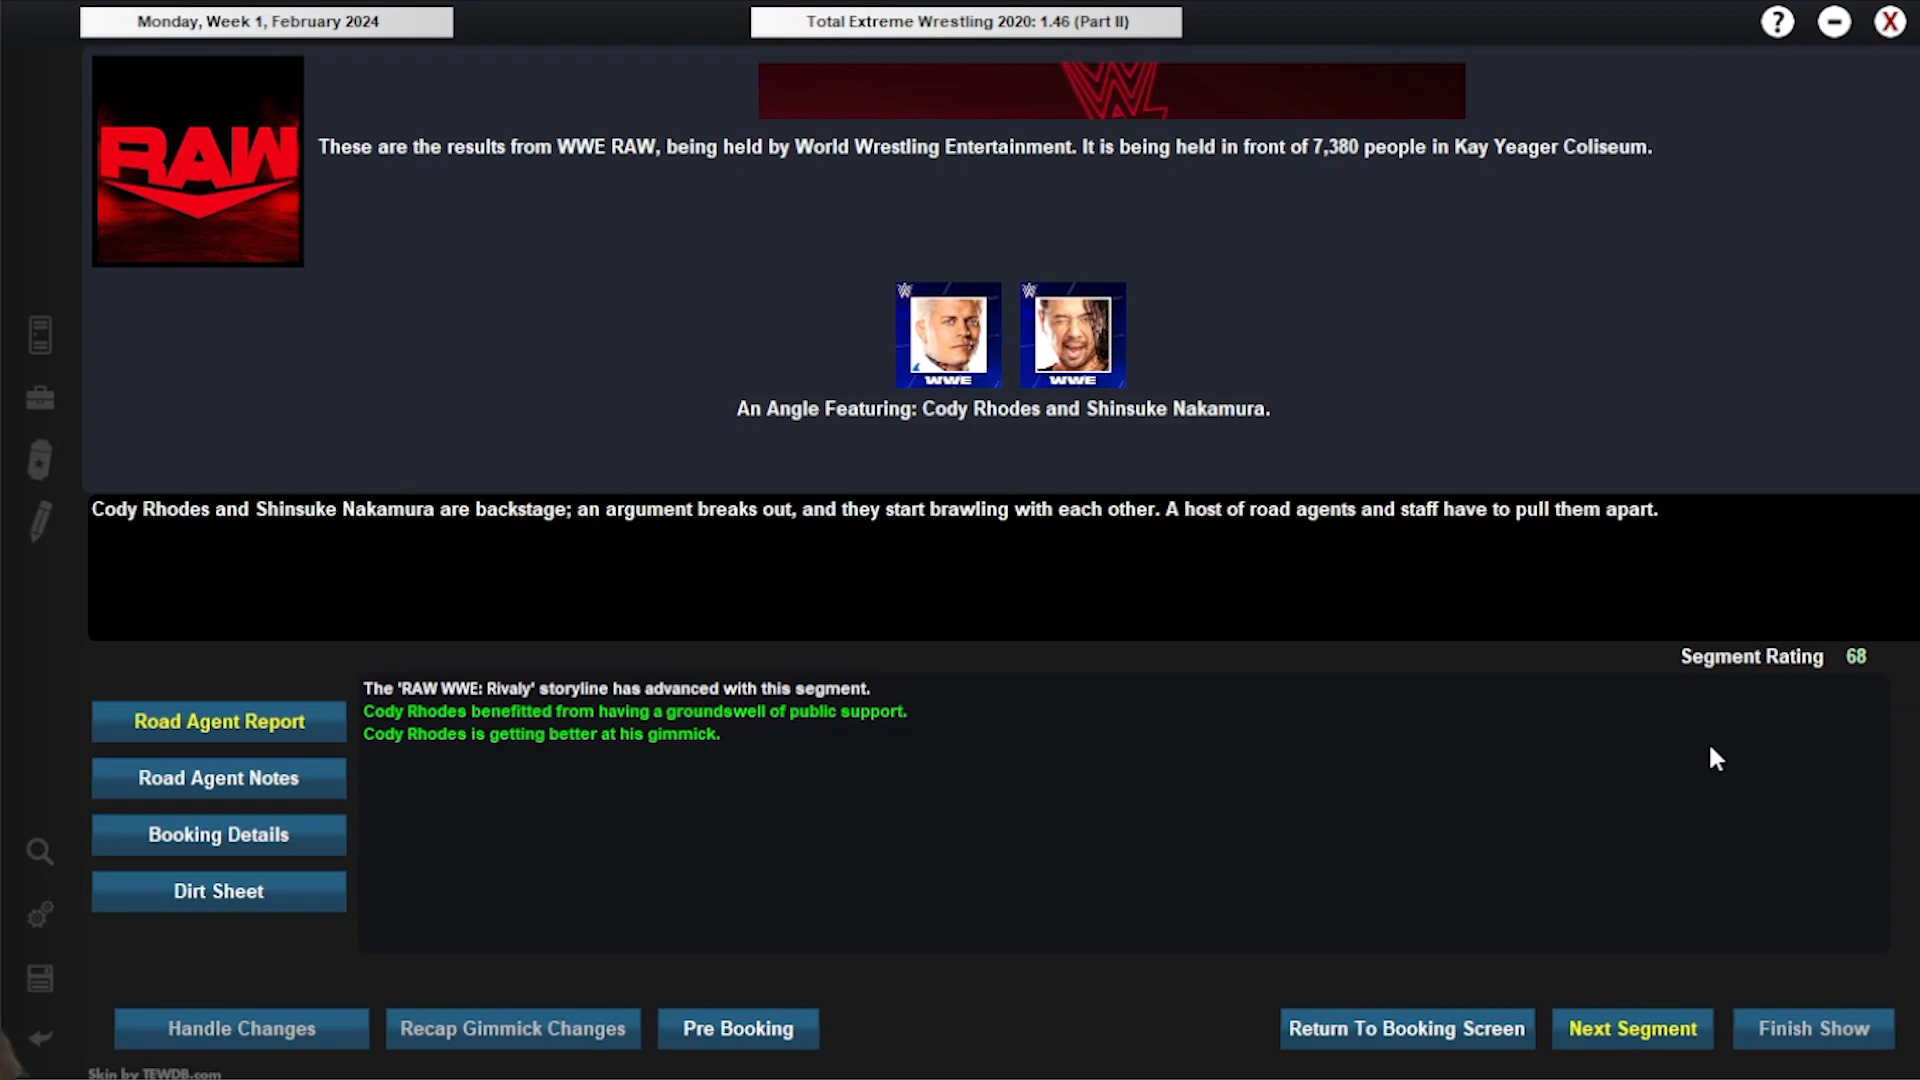 Monday, Week 1, February 2024
Total Extreme Wrestling 2020: 1.46 (Part II)
?
X
RAW
These are the results from WWE RAW, being held by World Wrestling Entertainment. It is being held in front of 7,380 people in Kay Yeager Coliseum.
WWE
WWE
An Angle Featuring: Cody Rhodes and Shinsuke Nakamura.
Cody Rhodes and Shinsuke Nakamura are backstage; an argument breaks out, and they start brawling with each other. A host of road agents and staff have to pull them apart.
Segment Rating 68
The 'RAW WWE: Rivaly' storyline has advanced with this segment.
Cody Rhodes benefitted from having a groundswell of public support.
Cody Rhodes is getting better at his gimmick.
Road Agent Report
Road Agent Notes
Booking Details
Dirt Sheet
Handle Changes
Recap Gimmick Changes
Pre Booking
Return To Booking Screen
Next Segment
Finish Show
Skin by TEWDB.com